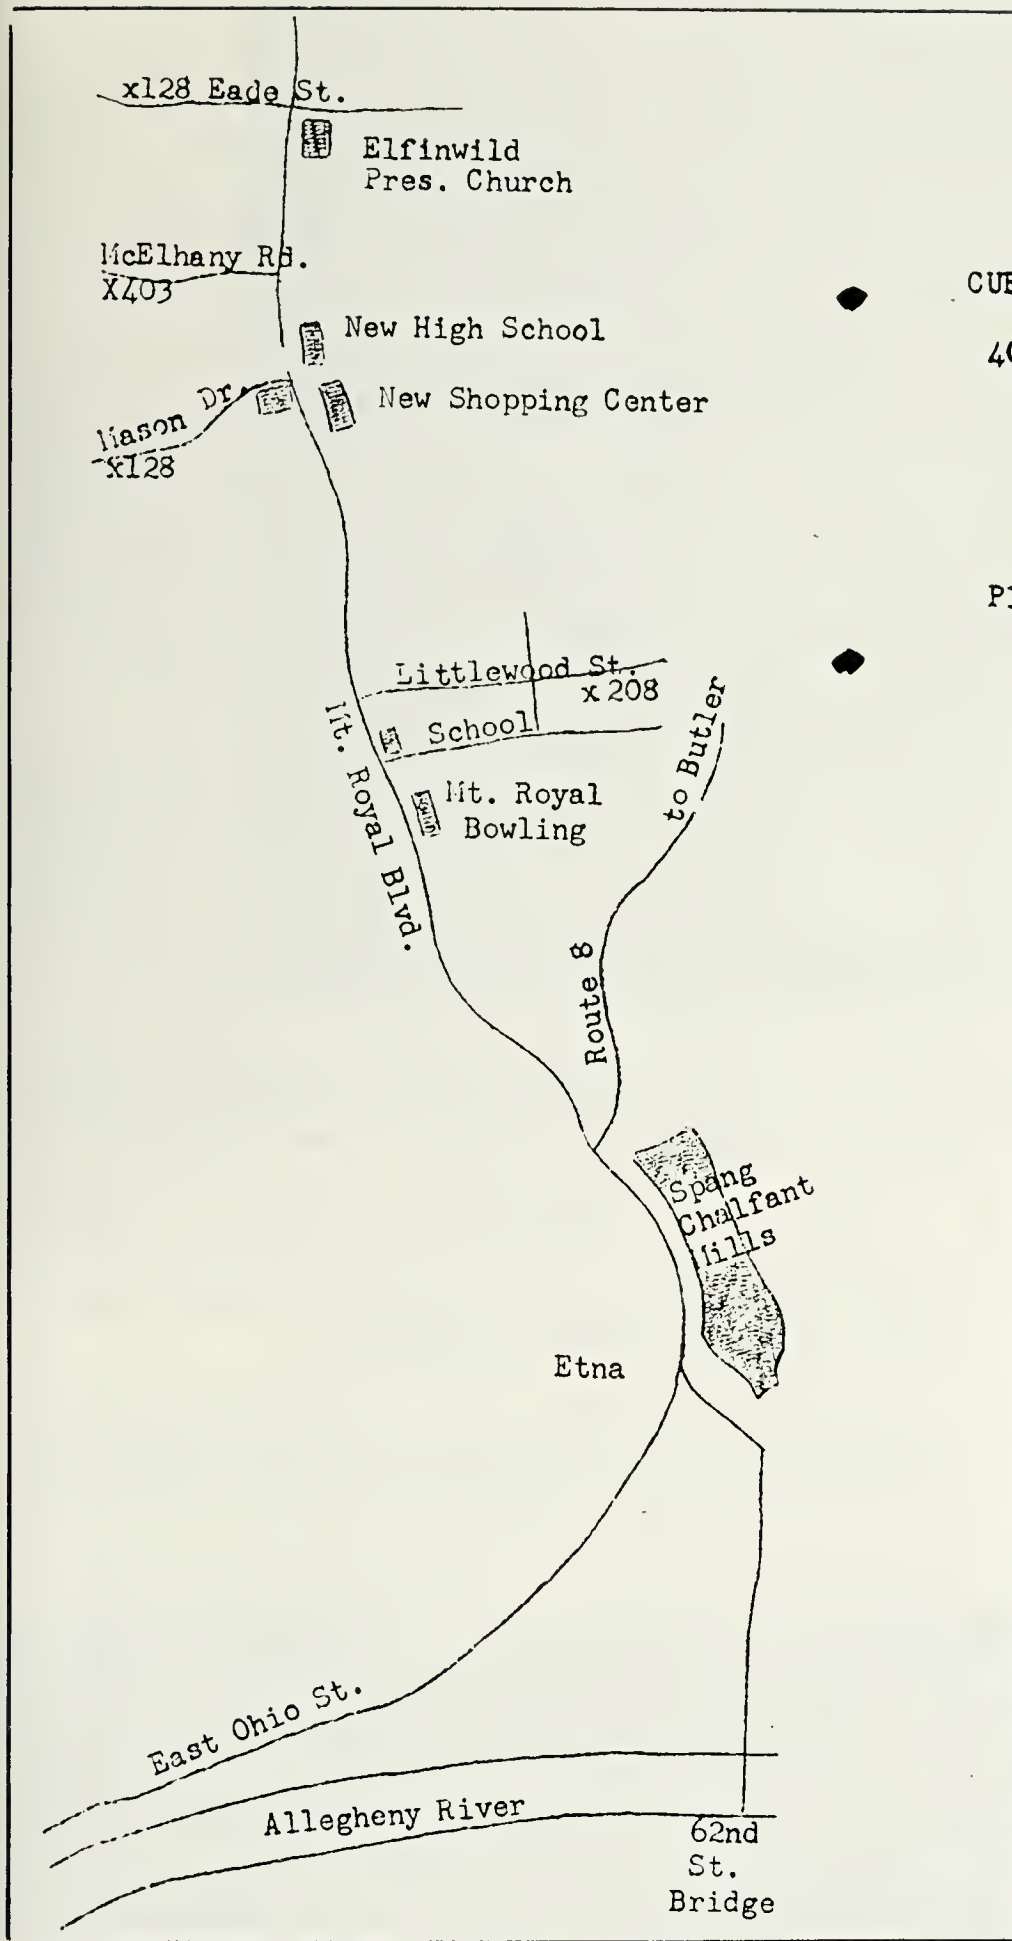 x128 Eade St.
Elfinwild
Pres. Church
McElhany Rd.
X403
New High School
New Shopping Center
Mason Dr.
X128
Littlewood St.
x 208
School
Mt. Royal
Bowling
Mt. Royal Blvd.
to Butler
Route 8
Spang
Chalfant
Mills
Etna
East Ohio St.
Allegheny River
62nd
St.
Bridge